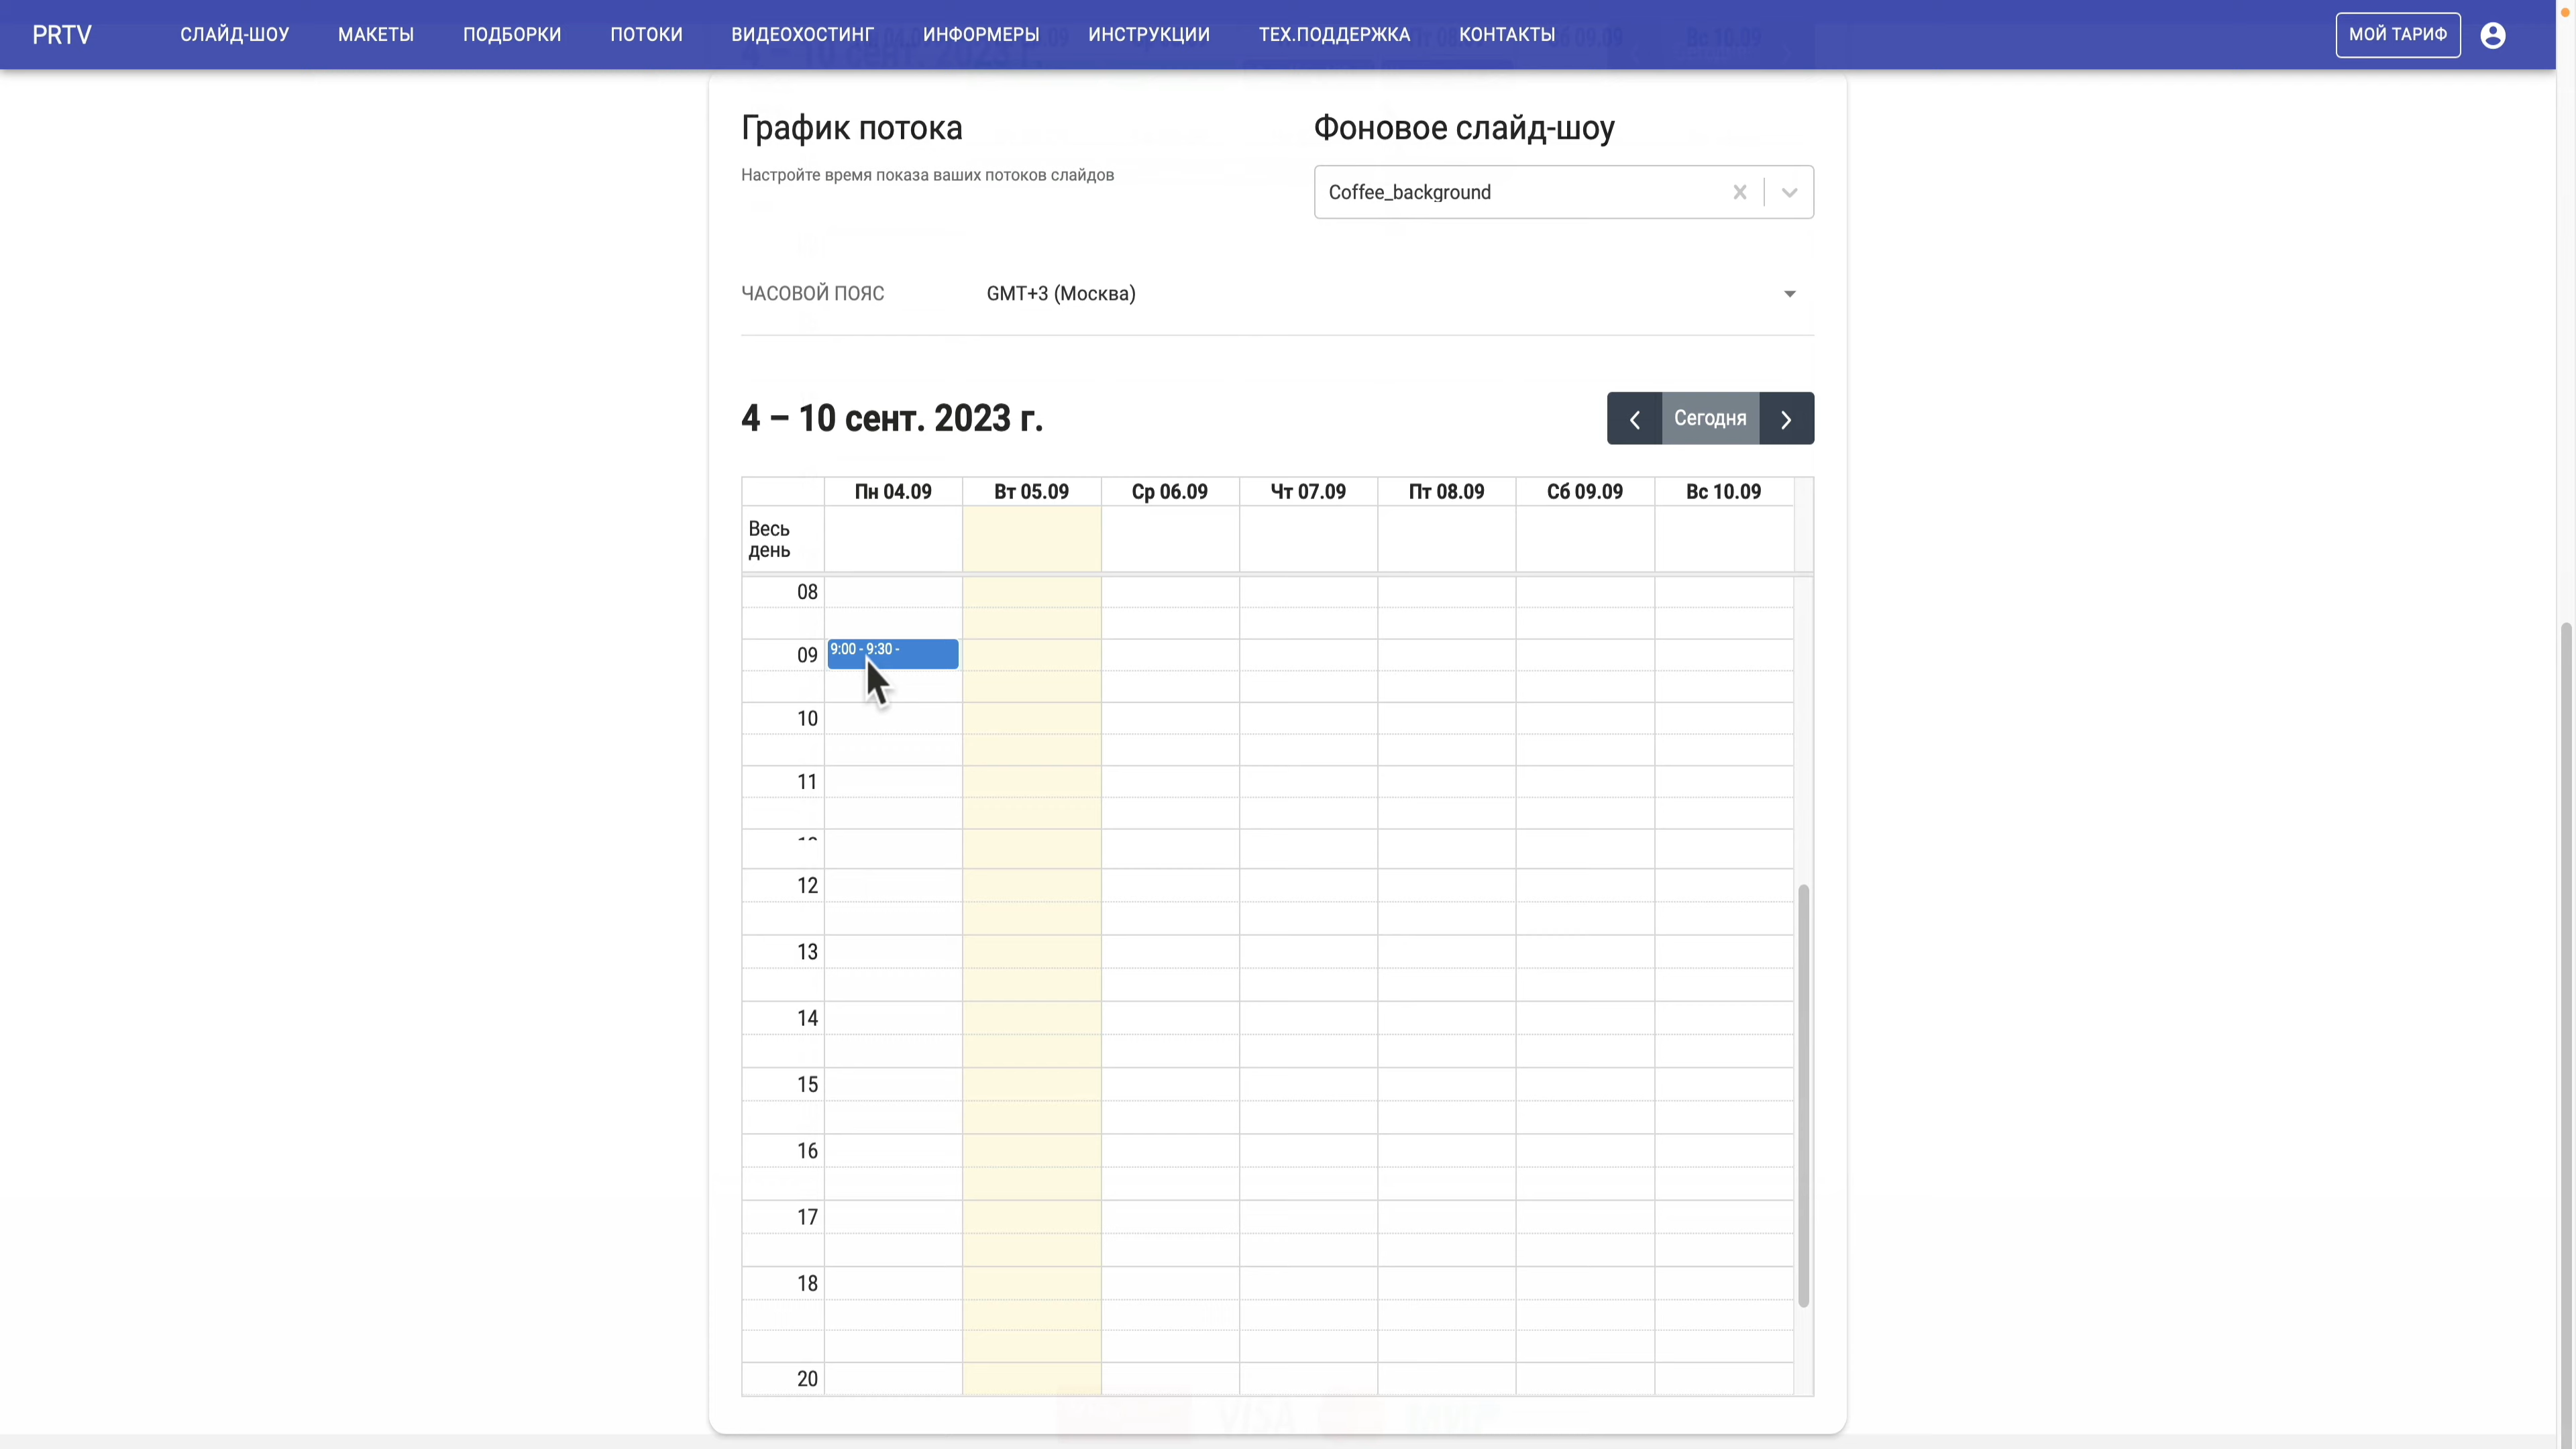 PRTV СЛАЙД-ШОУ МАКЕТЫ ПОДБОРКИ ПОТОКИ ВИДЕОХОСТИНГ ИНФОРМЕРЫ ИНСТРУКЦИИ ТЕХ.ПОДДЕРЖКА КОНТАКТЫ МОЙ ТАРИФ
График потока
Настройте время показа ваших потоков слайдов
Фоновое слайд-шоу
Coffee_background
ЧАСОВОЙ ПОЯС GMT+3 (Москва)
4 – 10 сент. 2023 г.
Сегодня
Пн 04.09 Вт 05.09 Ср 06.09 Чт 07.09 Пт 08.09 Сб 09.09 Вс 10.09
Весь
день
08
09 9:00 - 9:30 -
10
11
12
13
14
15
16
17
18
20
VISA